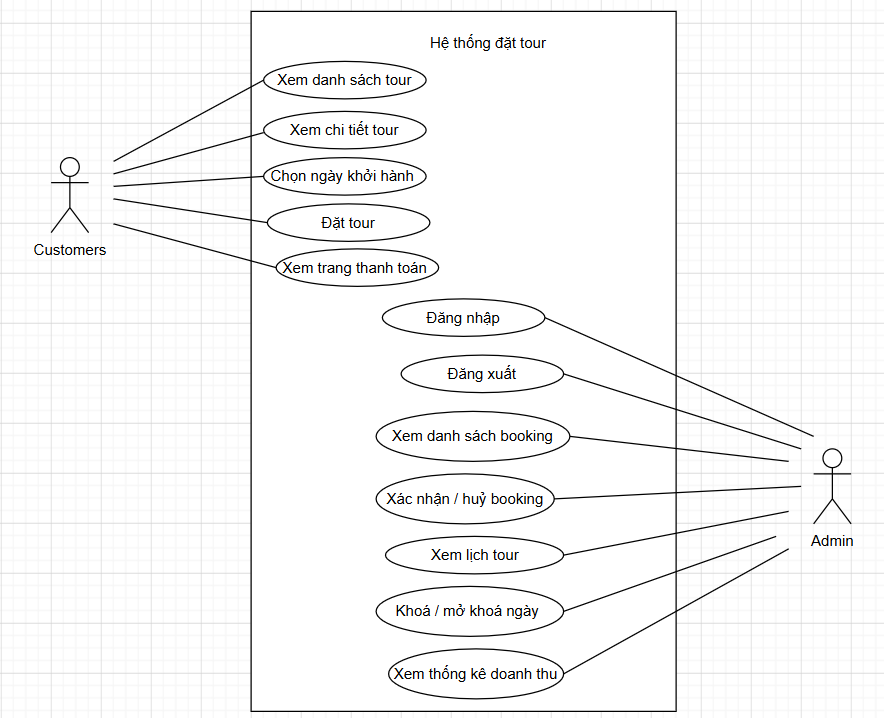 Hệ thống đặt tour
Xem danh sách tour
Xem chi tiết tour
Chọn ngày khởi hành
Đặt tour
Customers
Xem trang thanh toán
Đăng nhập
Đăng xuất
Xem danh sách booking
Xác nhận / huỷ booking
Admin
Xem lịch tour
Khoá / mở khoá ngày
Xem thống kê doanh thu